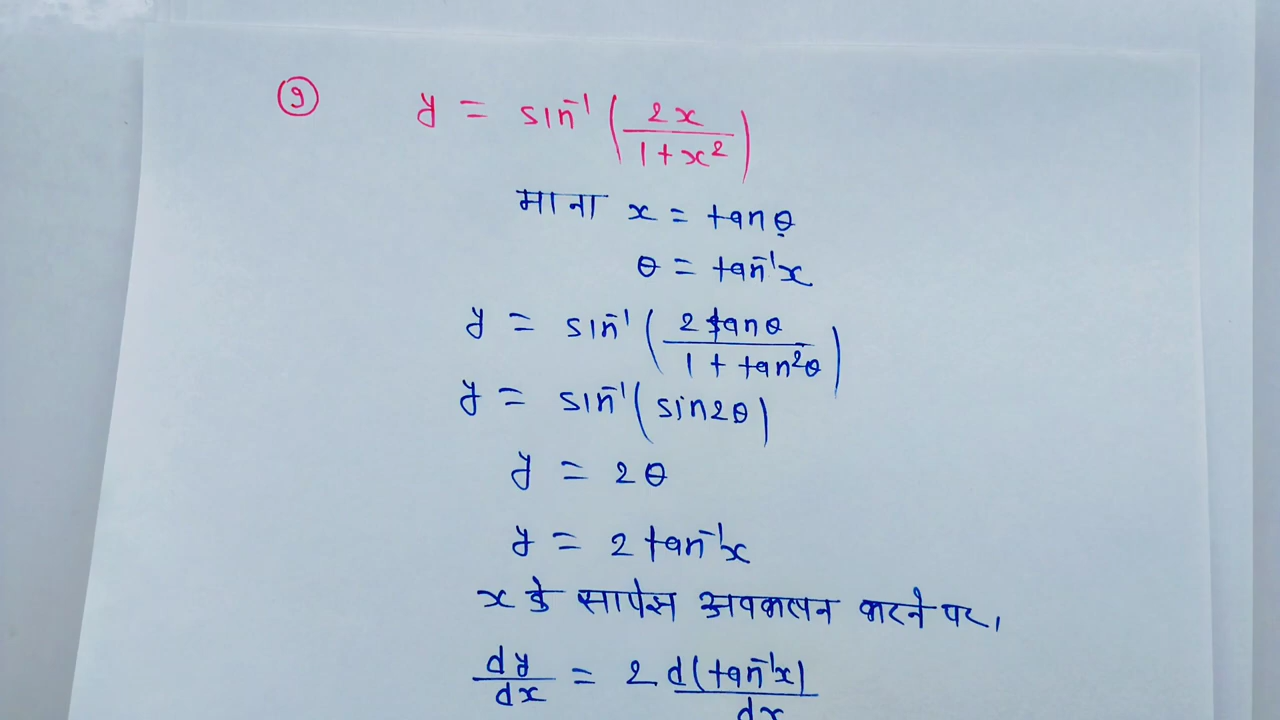 9 y = sin⁻¹(2x/1+x²)
माना x = tanθ
θ = tan⁻¹x
y = sin⁻¹(2tanθ/1+tan²θ)
y = sin⁻¹(sin2θ)
y = 2θ
y = 2tan⁻¹x
x के सापेक्ष अवकलन करने पर,
dy/dx = 2 d(tan⁻¹x)/dx